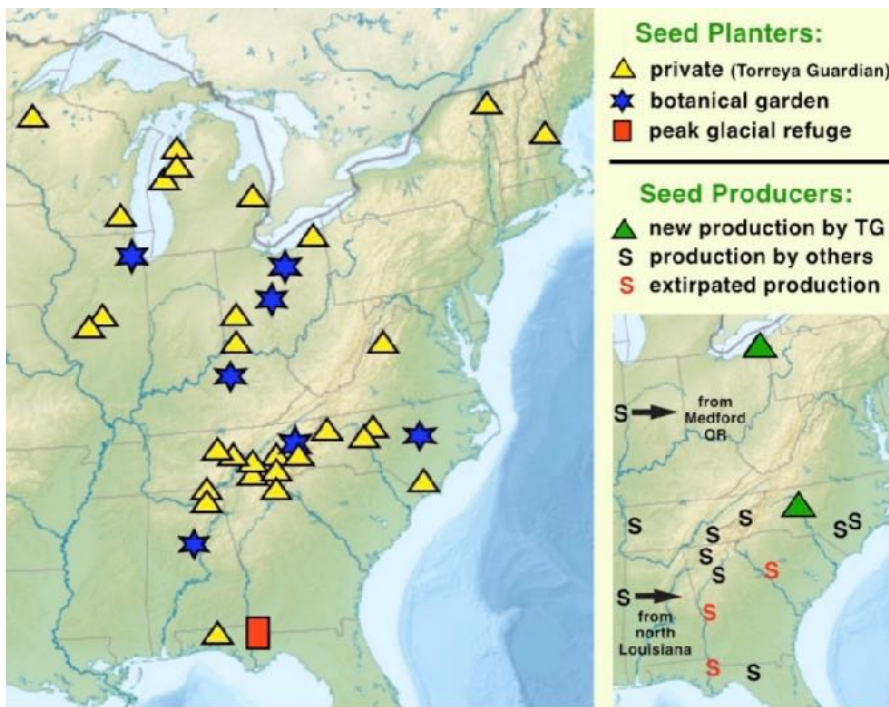 Seed Planters:
private (Torreya Guardian)
botanical garden
peak glacial refuge
Seed Producers:
new production by TG
S production by others
S extirpated production
S
from
Medford
OR
S
S
S
S
S
S
S
S
S
S
S
from
north
Louisiana
S
S